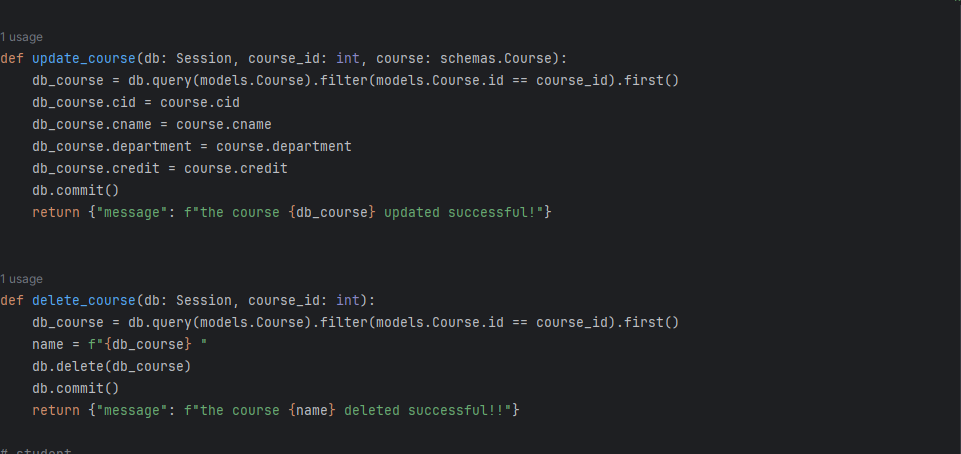 1 usage
def update_course(db: Session, course_id: int, course: schemas.Course):
    db_course = db.query(models.Course).filter(models.Course.id == course_id).first()
    db_course.cid = course.cid
    db_course.cname = course.cname
    db_course.department = course.department
    db_course.credit = course.credit
    db.commit()
    return {"message": f"the course {db_course} updated successful!"}
1 usage
def delete_course(db: Session, course_id: int):
    db_course = db.query(models.Course).filter(models.Course.id == course_id).first()
    name = f"{db_course} "
    db.delete(db_course)
    db.commit()
    return {"message": f"the course {name} deleted successful!!"}
# student